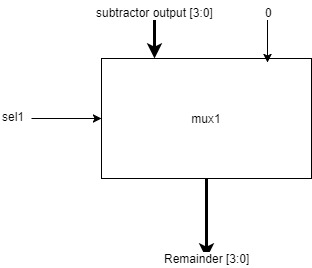 subtractor output [3:0]
0
sel1
mux1
Remainder [3:0]